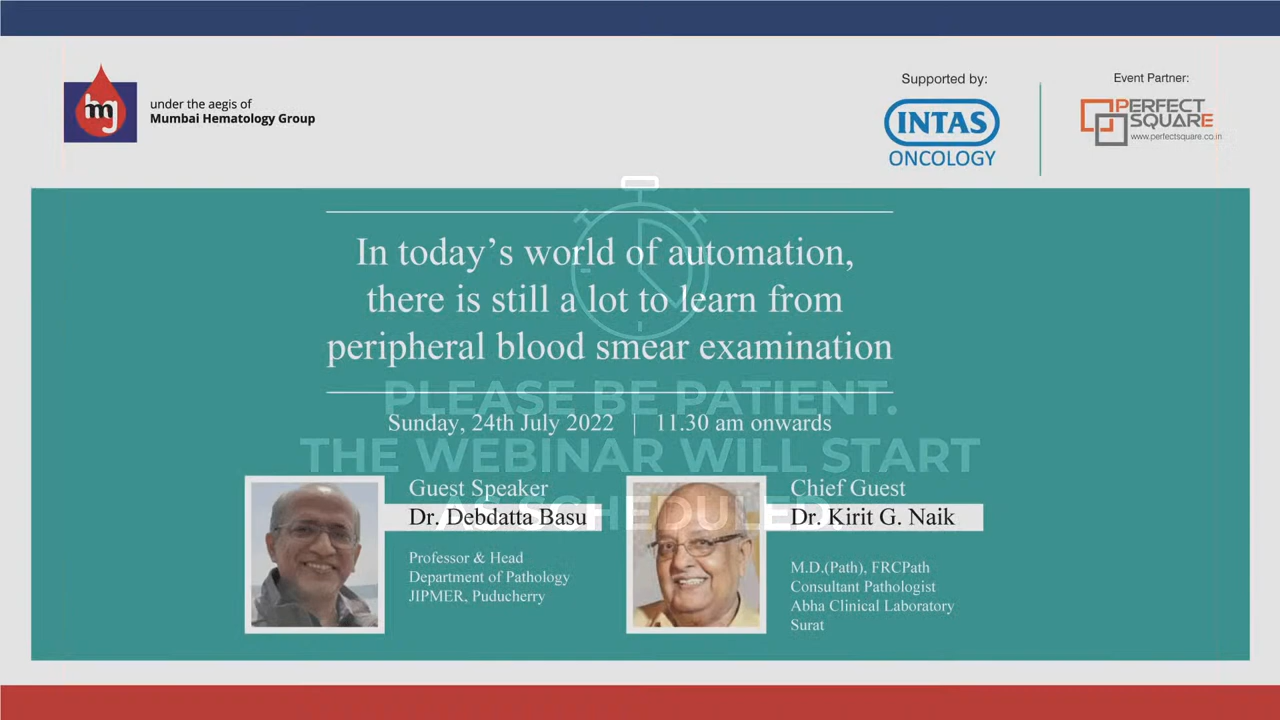 under the aegis of
Mumbai Hematology Group
Supported by:
INTAS
ONCOLOGY
Event Partner:
PERFECT
SQUARE
www.perfectsquare.co.in
In today’s world of automation,
there is still a lot to learn from
peripheral blood smear examination
PLEASE BE PATIENT.
Sunday, 24th July 2022 | 11.30 am onwards
THE WEBINAR WILL START
AS SCHEDULED.
Guest Speaker
Dr. Debdatta Basu
Professor & Head
Department of Pathology
JIPMER, Puducherry
Chief Guest
Dr. Kirit G. Naik
M.D.(Path), FRCPath
Consultant Pathologist
Abha Clinical Laboratory
Surat